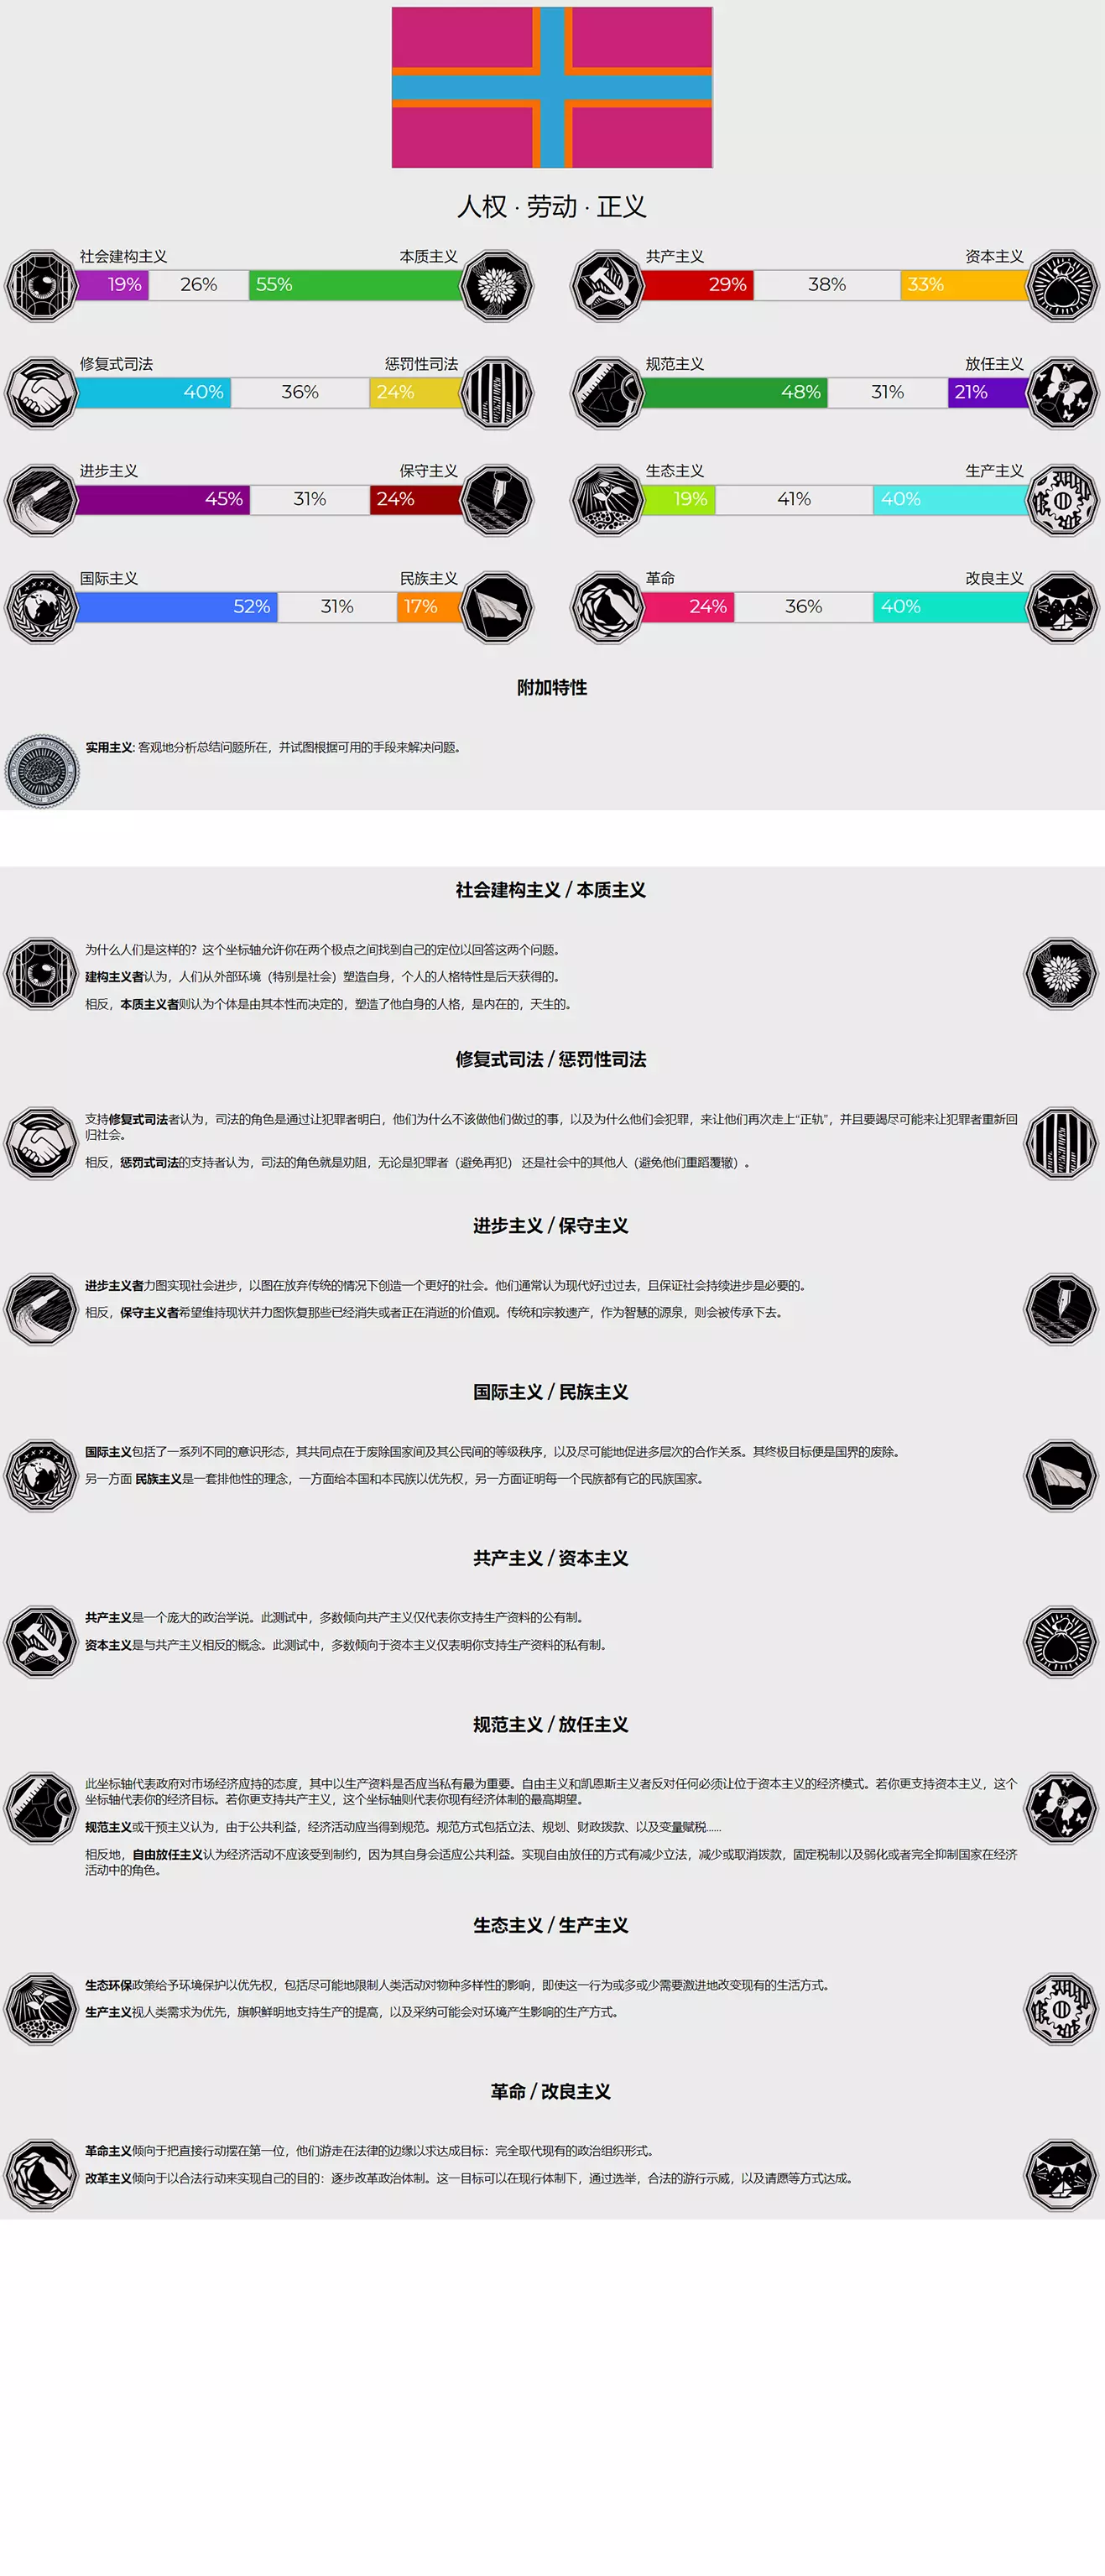 人权 · 劳动 · 正义
社会建构主义 本质主义
19% 26% 55%
共产主义 资本主义
29% 38% 33%
修复式司法 惩罚性司法
40% 36% 24%
规范主义 放任主义
48% 31% 21%
进步主义 保守主义
45% 31% 24%
生态主义 生产主义
19% 41% 40%
国际主义 民族主义
52% 31% 17%
革命 改良主义
24% 36% 40%
附加特性
实用主义: 客观地分析总结问题所在，并试图根据可用的手段来解决问题。
社会建构主义 / 本质主义
为什么人们是这样的？这个坐标轴允许你在两个极点之间找到自己的定位以回答这两个问题。
建构主义者认为，人们从外部环境（特别是社会）塑造自身，个人的人格特性是后天获得的。
相反，本质主义者则认为个体是由其本性而决定的，塑造了他自身的人格，是内在的，天生的。
修复式司法 / 惩罚性司法
支持修复式司法者认为，司法的角色是通过让犯罪者明白，他们为什么不该做他们做过的事，以及为什么他们会犯罪，来让他们再次走上“正轨”，并且要竭尽可能来让犯罪者重新回
归社会。
相反，惩罚式司法的支持者认为，司法的角色就是劝阻，无论是犯罪者（避免再犯） 还是社会中的其他人（避免他们重蹈覆辙）。
进步主义 / 保守主义
进步主义者力图实现社会进步，以图在放弃传统的情况下创造一个更好的社会。他们通常认为现代好过过去，且保证社会持续进步是必要的。
相反，保守主义者希望维持现状并力图恢复那些已经消失或者正在消逝的价值观。传统和宗教遗产，作为智慧的源泉，则会被传承下去。
国际主义 / 民族主义
国际主义包括了一系列不同的意识形态，其共同点在于废除国家间及其公民间的等级秩序，以及尽可能地促进多层次的合作关系。其终极目标便是国界的废除。
另一方面 民族主义是一套排他性的理念，一方面给本国和本民族以优先权，另一方面证明每一个民族都有它的民族国家。
共产主义 / 资本主义
共产主义是一个庞大的政治学说。此测试中，多数倾向共产主义仅代表你支持生产资料的公有制。
资本主义是与共产主义相反的概念。此测试中，多数倾向于资本主义仅表明你支持生产资料的私有制。
规范主义 / 放任主义
此坐标轴代表政府对市场经济应持的态度，其中以生产资料是否应当私有最为重要。自由主义和凯恩斯主义者反对任何必须让位于资本主义的经济模式。若你更支持资本主义，这个
坐标轴代表你的经济目标。若你更支持共产主义，这个坐标轴则代表你现有经济体制的最高期望。
规范主义或干预主义认为，由于公共利益，经济活动应当得到规范。规范方式包括立法、规划、财政拨款、以及变量赋税......
相反地，自由放任主义认为经济活动不应该受到制约，因为其自身会适应公共利益。实现自由放任的方式有减少立法，减少或取消拨款，固定税制以及弱化或者完全抑制国家在经济
活动中的角色。
生态主义 / 生产主义
生态环保政策给予环境保护以优先权，包括尽可能地限制人类活动对物种多样性的影响，即使这一行为或多或少需要激进地改变现有的生活方式。
生产主义视人类需求为优先，旗帜鲜明地支持生产的提高，以及采纳可能会对环境产生影响的生产方式。
革命 / 改良主义
革命主义倾向于把直接行动摆在第一位，他们游走在法律的边缘以求达成目标：完全取代现有的政治组织形式。
改革主义倾向于以合法行动来实现自己的目的：逐步改革政治体制。这一目标可以在现行体制下，通过选举，合法的游行示威，以及请愿等方式达成。